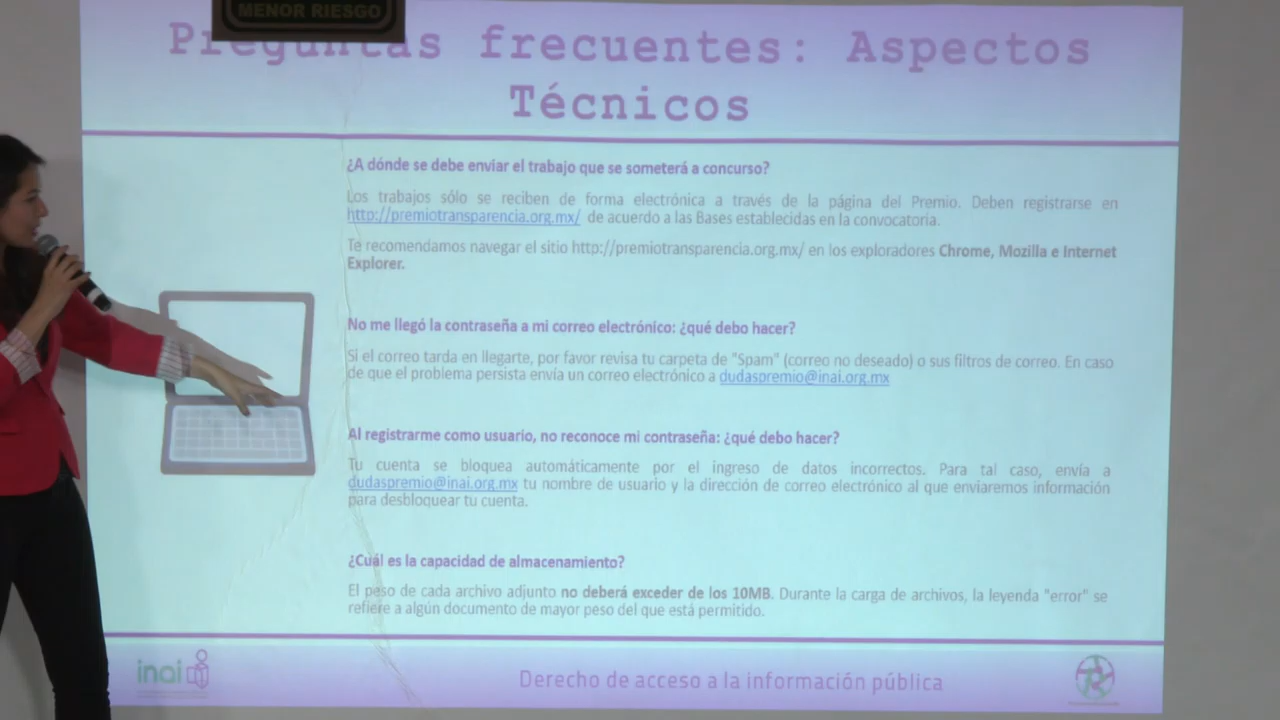 MENOR RIESGO
Preguntas frecuentes: Aspectos
Técnicos
¿A dónde se debe enviar el trabajo que se someterá a concurso?
Los trabajos sólo se reciben de forma electrónica a través de la página del Premio. Deben registrarse en
http://premiotransparencia.org.mx/ de acuerdo a las Bases establecidas en la convocatoria.
Te recomendamos navegar el sitio http://premiotransparencia.org.mx/ en los exploradores Chrome, Mozilla e Internet
Explorer.
No me llegó la contraseña a mi correo electrónico: ¿qué debo hacer?
Si el correo tarda en llegarte, por favor revisa tu carpeta de "Spam" (correo no deseado) o sus filtros de correo. En caso
de que el problema persista envía un correo electrónico a dudaspremio@inai.org.mx
Al registrarme como usuario, no reconoce mi contraseña: ¿qué debo hacer?
Tu cuenta se bloquea automáticamente por el ingreso de datos incorrectos. Para tal caso, envía a
dudaspremio@inai.org.mx tu nombre de usuario y la dirección de correo electrónico al que enviaremos información
para desbloquear tu cuenta.
¿Cuál es la capacidad de almacenamiento?
El peso de cada archivo adjunto no deberá exceder de los 10MB. Durante la carga de archivos, la leyenda "error" se
refiere a algún documento de mayor peso del que está permitido.
inai
Derecho de acceso a la información pública